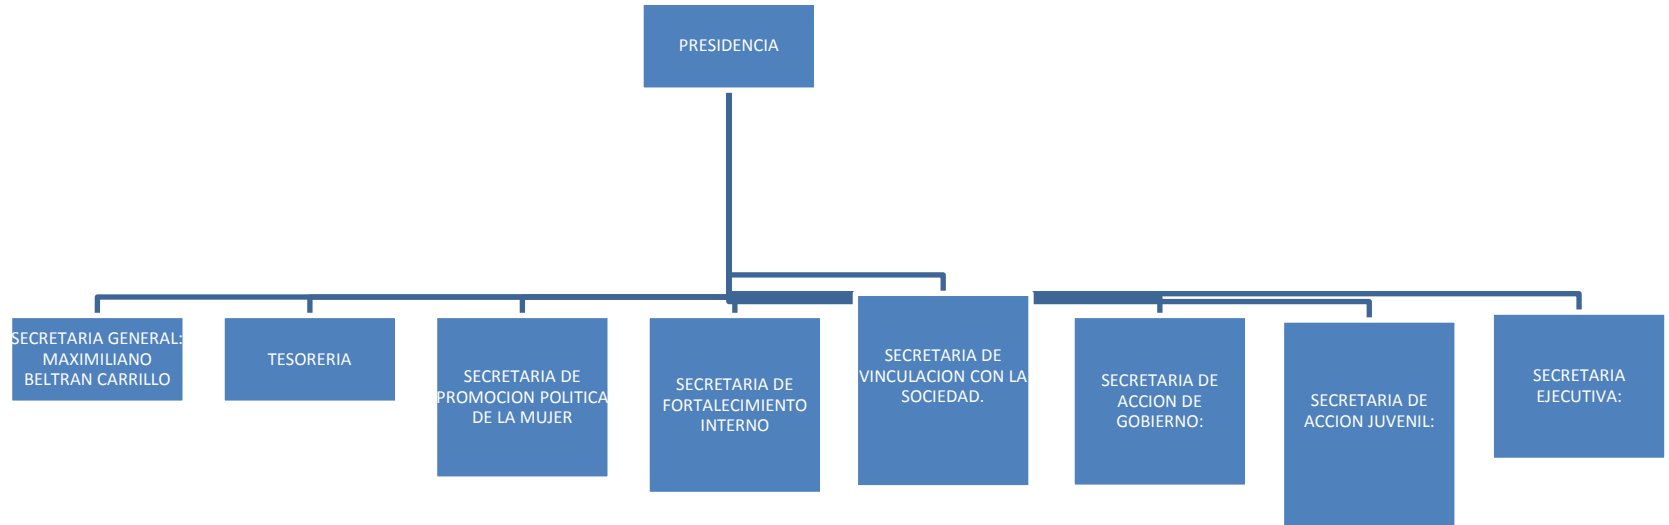 PRESIDENCIA
SECRETARIA GENERAL:
MAXIMILIANO
BELTRAN CARRILLO
TESORERIA
SECRETARIA DE
PROMOCION POLITICA
DE LA MUJER
SECRETARIA DE
FORTALECIMIENTO
INTERNO
SECRETARIA DE
VINCULACION CON LA
SOCIEDAD.
SECRETARIA DE
ACCION DE
GOBIERNO:
SECRETARIA DE
ACCION JUVENIL:
SECRETARIA
EJECUTIVA: